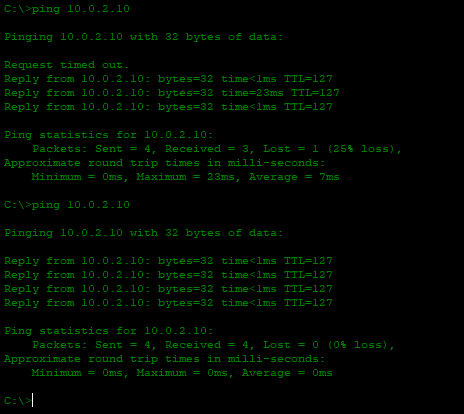 C:\>ping 10.0.2.10
Pinging 10.0.2.10 with 32 bytes of data:
Request timed out.
Reply from 10.0.2.10: bytes=32 time<1ms TTL=127
Reply from 10.0.2.10: bytes=32 time=23ms TTL=127
Reply from 10.0.2.10: bytes=32 time<1ms TTL=127
Ping statistics for 10.0.2.10:
    Packets: Sent = 4, Received = 3, Lost = 1 (25% loss),
Approximate round trip times in milli-seconds:
    Minimum = 0ms, Maximum = 23ms, Average = 7ms
C:\>ping 10.0.2.10
Pinging 10.0.2.10 with 32 bytes of data:
Reply from 10.0.2.10: bytes=32 time<1ms TTL=127
Reply from 10.0.2.10: bytes=32 time<1ms TTL=127
Reply from 10.0.2.10: bytes=32 time<1ms TTL=127
Reply from 10.0.2.10: bytes=32 time<1ms TTL=127
Ping statistics for 10.0.2.10:
    Packets: Sent = 4, Received = 4, Lost = 0 (0% loss),
Approximate round trip times in milli-seconds:
    Minimum = 0ms, Maximum = 0ms, Average = 0ms
C:\>